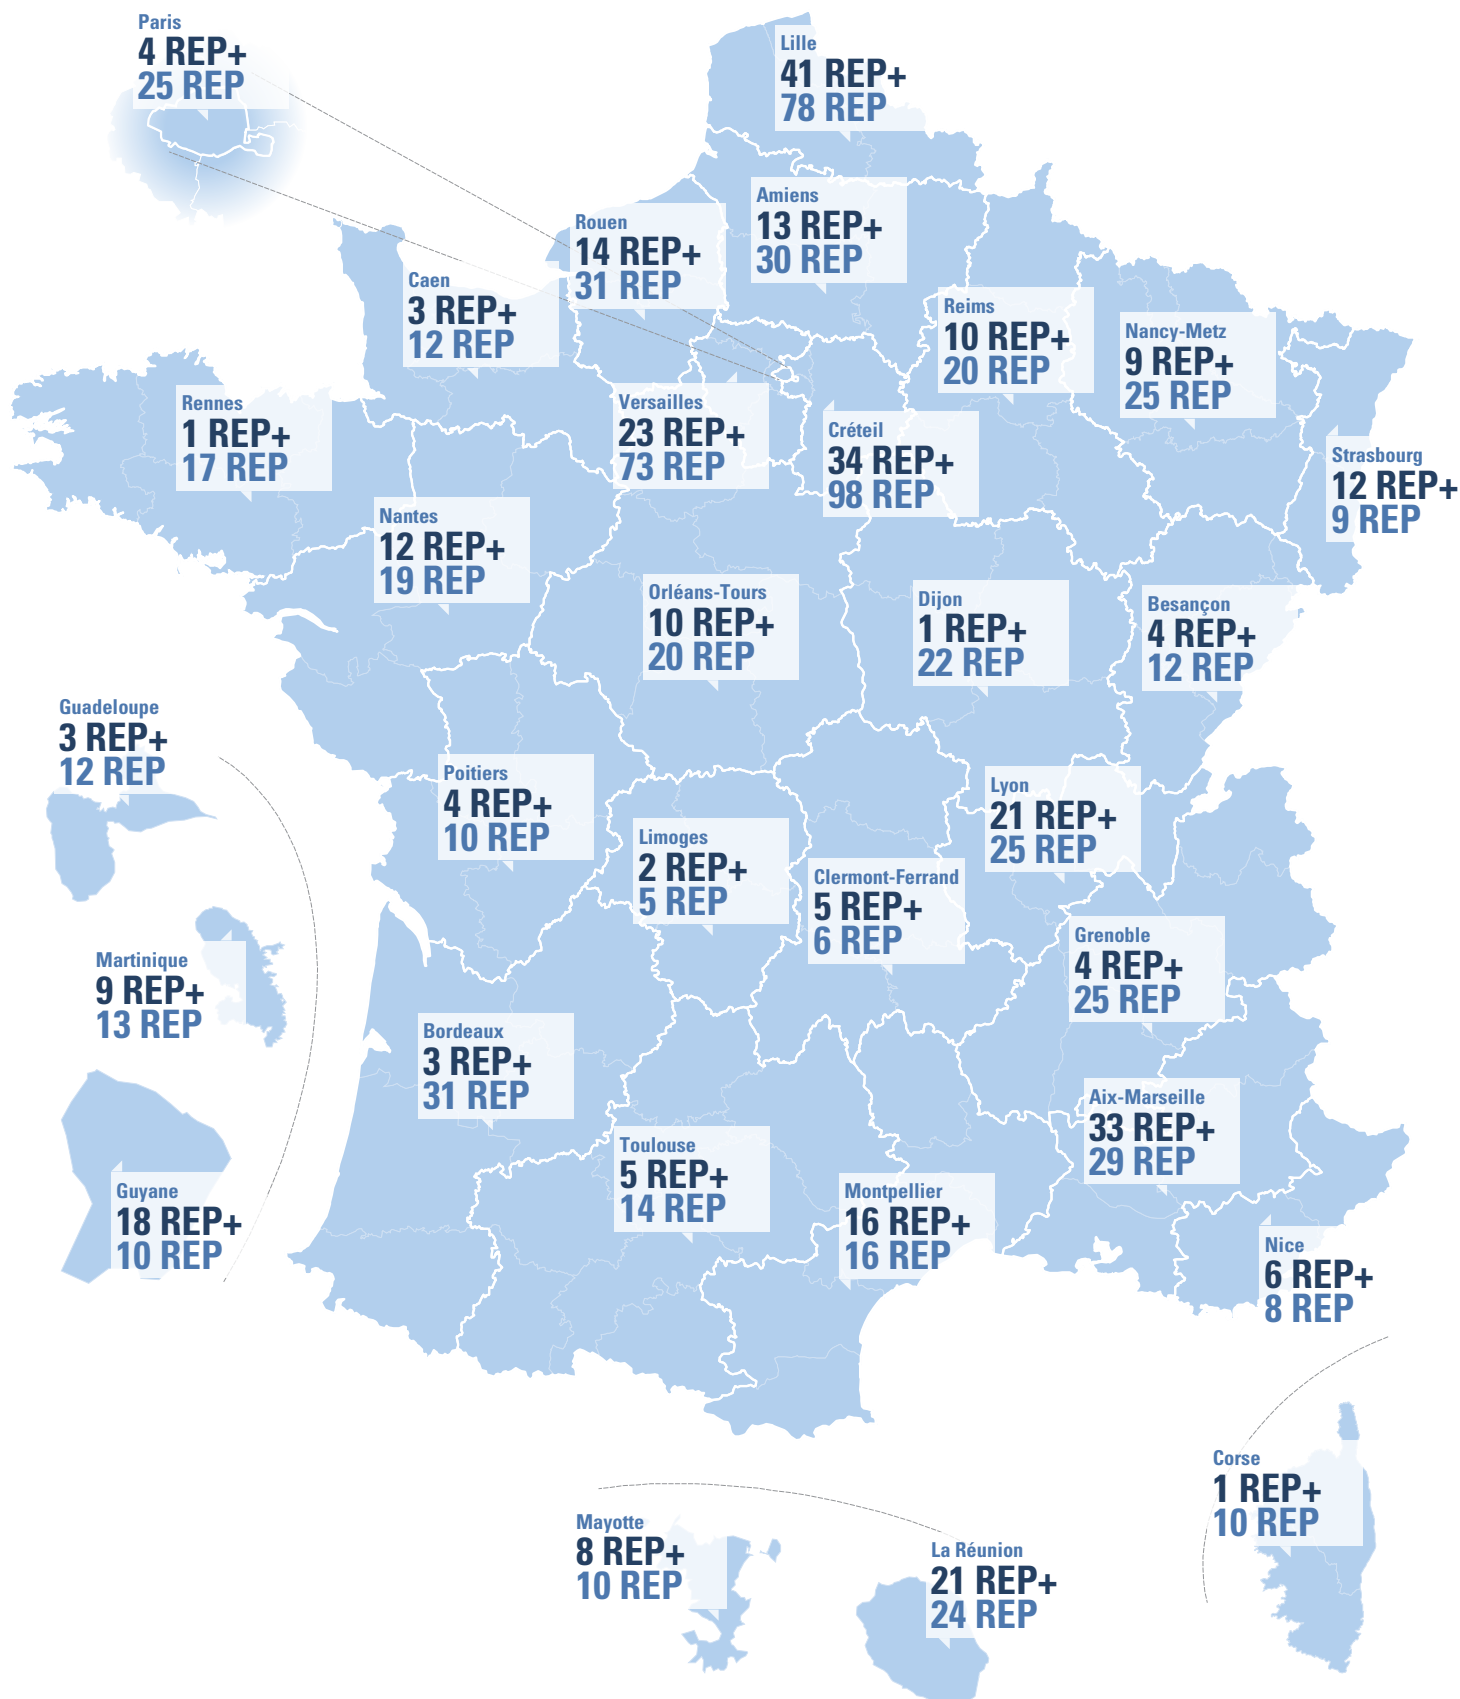 Paris
4 REP+
25 REP
Lille
41 REP+
78 REP
Amiens
13 REP+
30 REP
Rouen
14 REP+
31 REP
Caen
3 REP+
12 REP
Reims
10 REP+
20 REP
Nancy-Metz
9 REP+
25 REP
Rennes
1 REP+
17 REP
Versailles
23 REP+
73 REP
Créteil
34 REP+
98 REP
Strasbourg
12 REP+
9 REP
Nantes
12 REP+
19 REP
Orléans-Tours
10 REP+
20 REP
Dijon
1 REP+
22 REP
Besançon
4 REP+
12 REP
Guadeloupe
3 REP+
12 REP
Poitiers
4 REP+
10 REP
Lyon
21 REP+
25 REP
Limoges
2 REP+
5 REP
Clermont-Ferrand
5 REP+
6 REP
Grenoble
4 REP+
25 REP
Martinique
9 REP+
13 REP
Bordeaux
3 REP+
31 REP
Aix-Marseille
33 REP+
29 REP
Toulouse
5 REP+
14 REP
Guyane
18 REP+
10 REP
Montpellier
16 REP+
16 REP
Nice
6 REP+
8 REP
Corse
1 REP+
10 REP
Mayotte
8 REP+
10 REP
La Réunion
21 REP+
24 REP